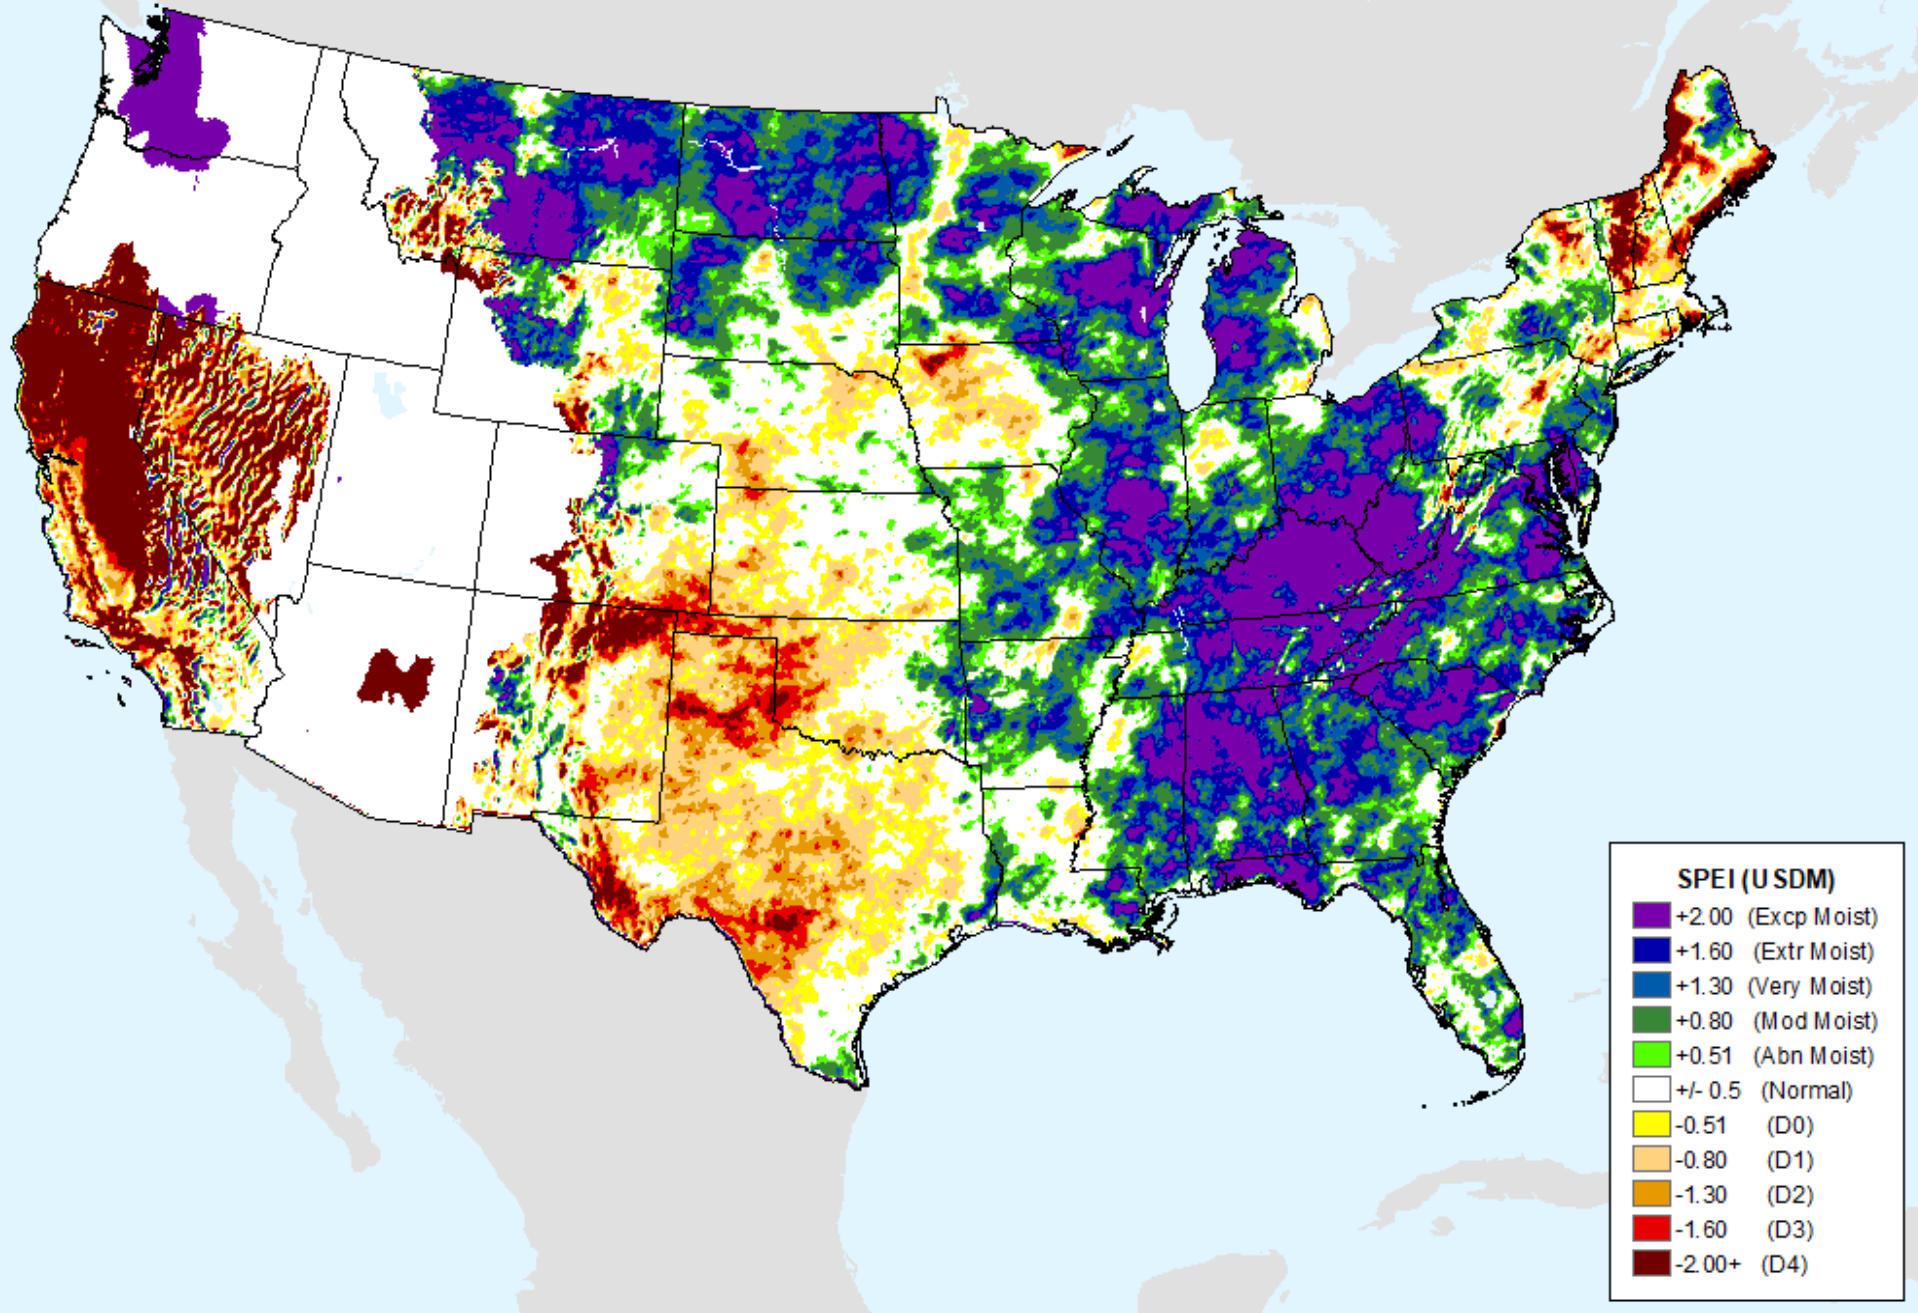 SPEI (USDM)
+2.00 (Excp Moist)
+1.60 (Extr Moist)
+1.30 (Very Moist)
+0.80 (Mod Moist)
+0.51 (Abn Moist)
+/- 0.5 (Normal)
-0.51 (D0)
-0.80 (D1)
-1.30 (D2)
-1.60 (D3)
-2.00+ (D4)